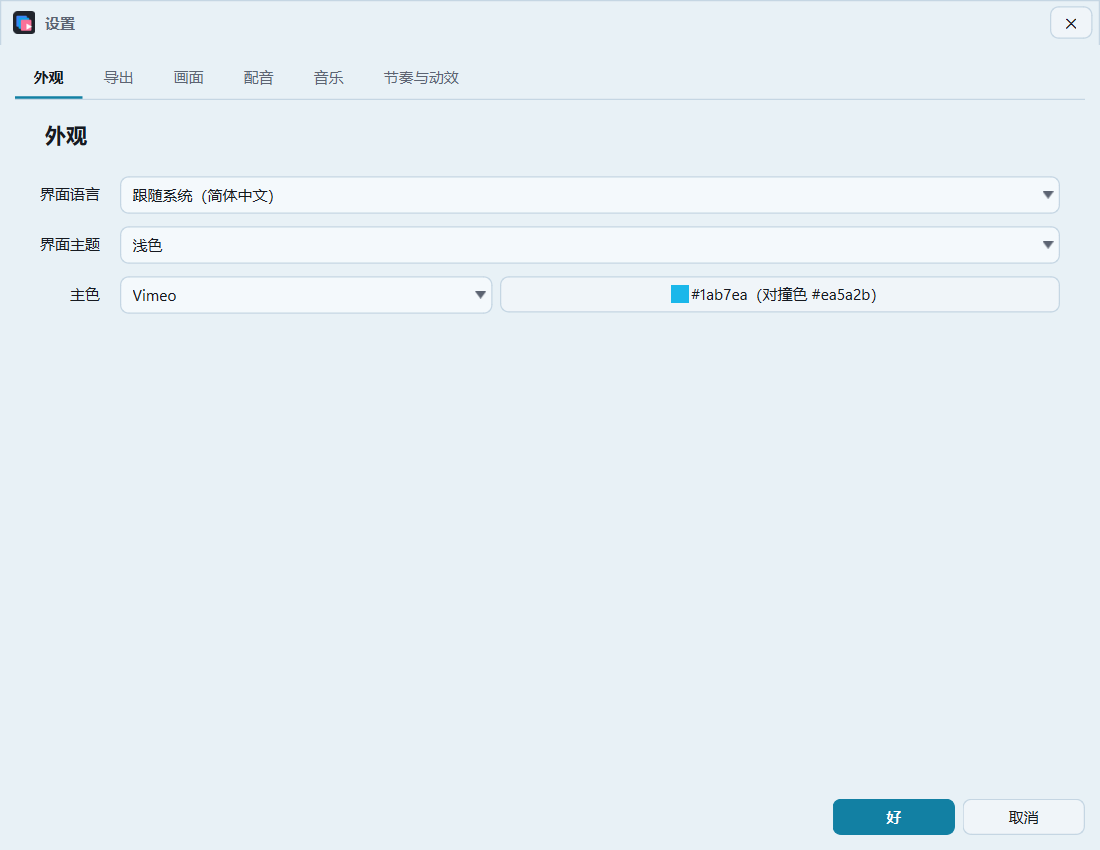 设置
外观 导出 画面 配音 音乐 节奏与动效
外观
界面语言 跟随系统（简体中文）
界面主题 浅色
主色 Vimeo #1ab7ea（对撞色 #ea5a2b）
好 取消